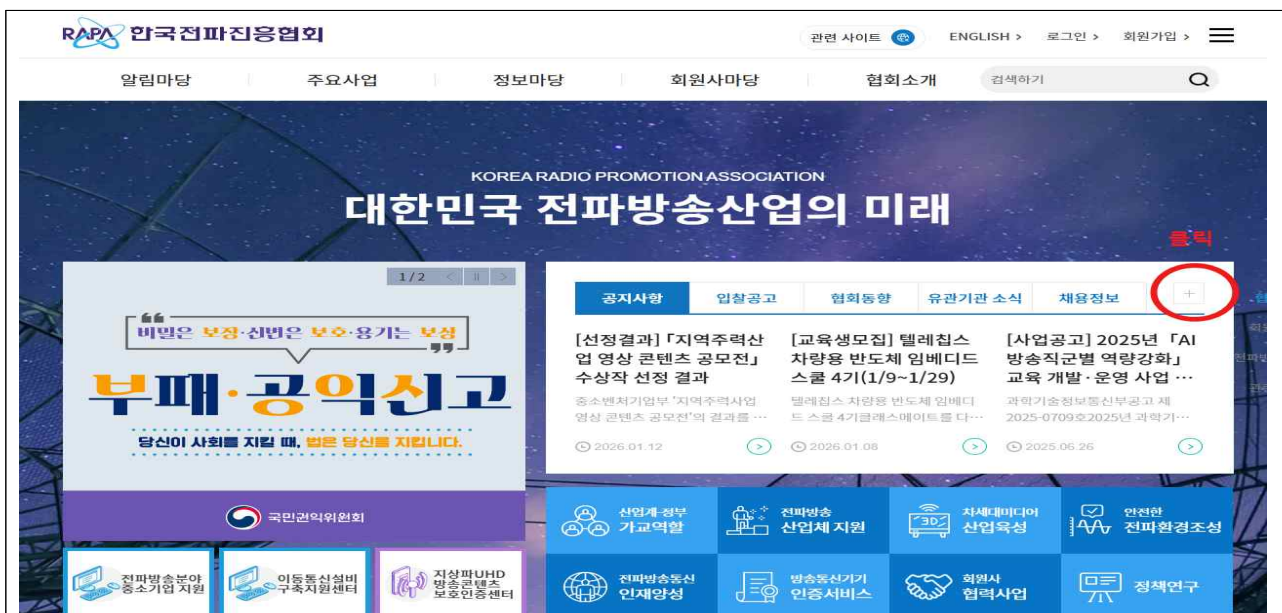 RAPA 한국전파진흥협회
관련 사이트
ENGLISH >
로그인 >
회원가입 >
알림마당
주요사업
정보마당
회원사마당
협회소개
검색하기
KOREA RADIO PROMOTION ASSOCIATION
대한민국 전파방송산업의 미래
클릭
1/2 < II >
비밀은 보장·신변은 보호·용기는 보상
부패·공익신고
당신이 사회를 지킬 때, 법은 당신을 지킵니다.
국민권익위원회
공지사항
입찰공고
협회동향
유관기관 소식
채용정보
+
[선정결과] 「지역주력산
업 영상 콘텐츠 공모전」
수상작 선정 결과
중소벤처기업부 '지역주력사업
영상 콘텐츠 공모전'의 결과를 …
2026.01.12
>
[교육생모집] 텔레칩스
차량용 반도체 임베디드
스쿨 4기(1/9~1/29)
텔레칩스 차량용 반도체 임베디
드 스쿨 4기클래스메이트를 다…
2026.01.08
>
[사업공고] 2025년 「AI
방송직군별 역량강화」
교육 개발·운영 사업 …
과학기술정보통신부공고 제
2025-0709호2025년 과학기…
2025.06.26
>
산업계·정부
가교역할
전파방송
산업체 지원
3D
차세대미디어
산업육성
안전한
전파환경조성
전파방송분야
중소기업 지원
이동통신설비
구축지원센터
지상파UHD
방송콘텐츠
보호인증센터
전파방송통신
인재양성
방송통신기기
인증서비스
회원사
협력사업
정책연구